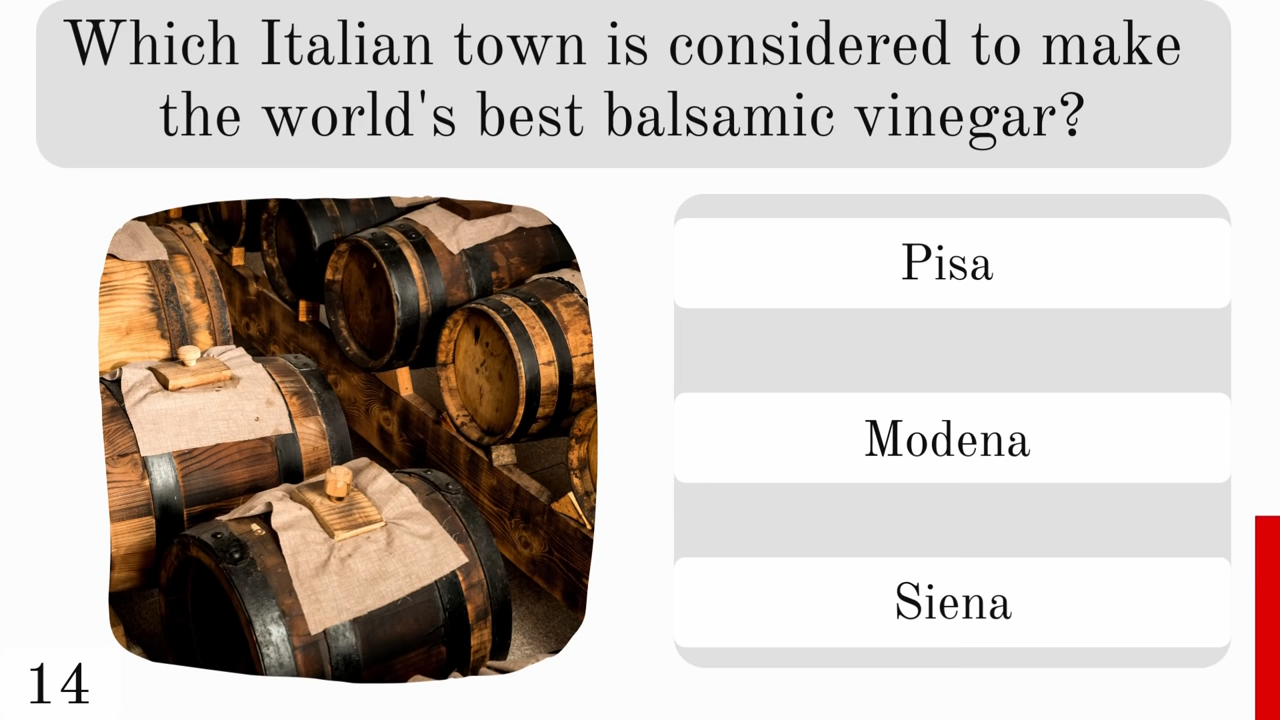 Which Italian town is considered to make
the world's best balsamic vinegar?
Pisa
Modena
Siena
14